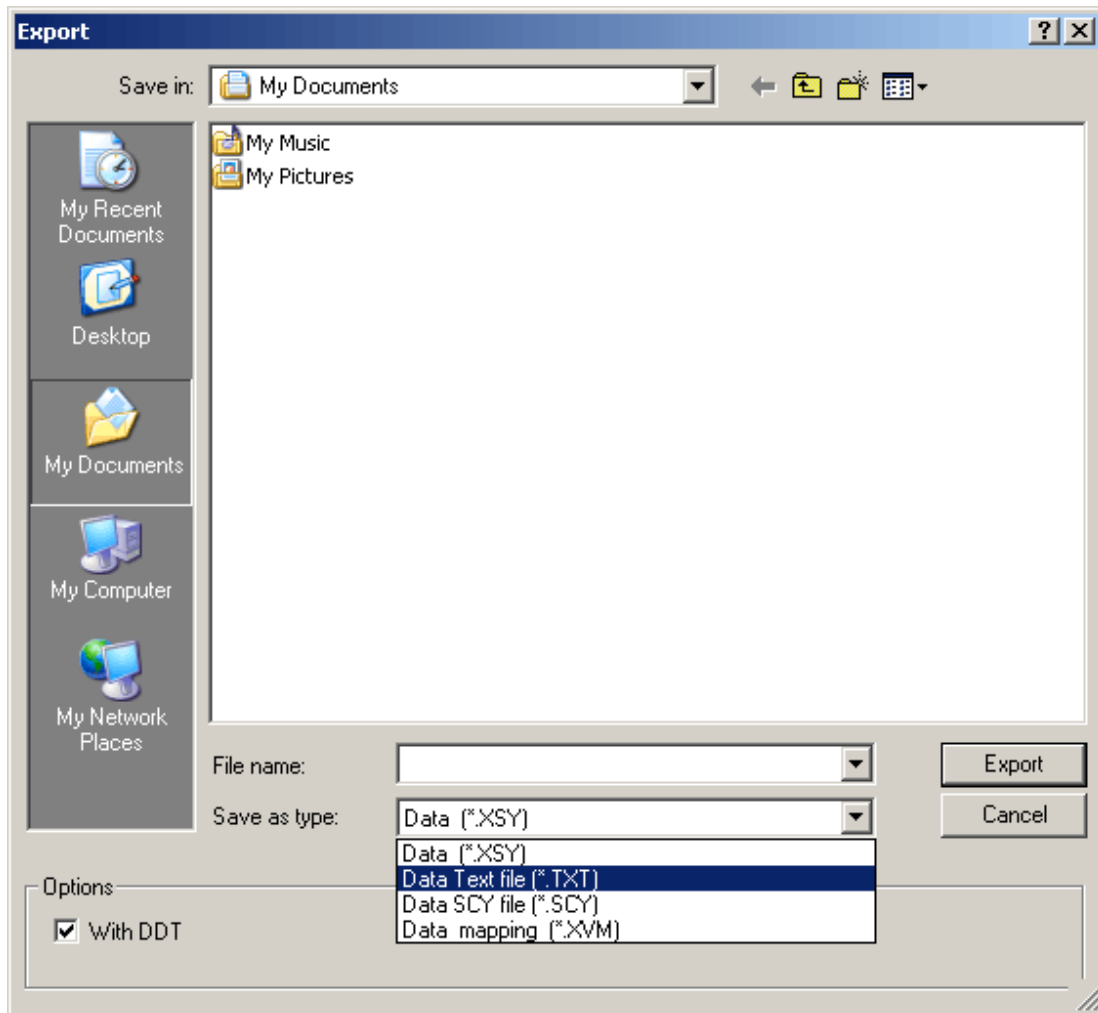 Export
Save in:
My Documents
My Recent
Documents
Desktop
My Documents
My Computer
My Network
Places
My Music
My Pictures
File name:
Export
Save as type:
Data (*.XSY)
Cancel
Data (*.XSY)
Data Text file (*.TXT)
Data SCY file (*.SCY)
Data mapping (*.XVM)
Options
With DDT